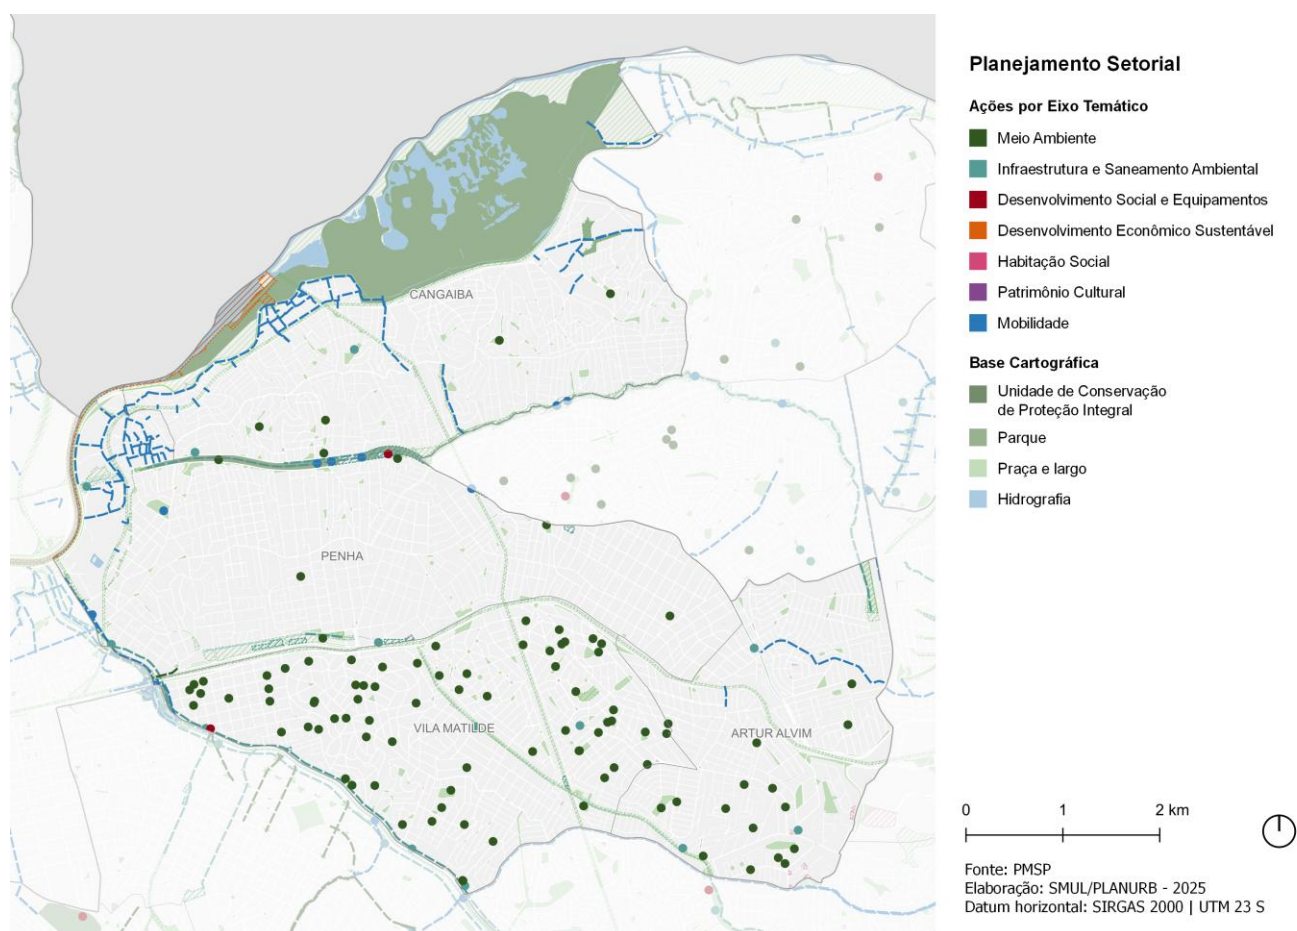 Planejamento Setorial
Ações por Eixo Temático
Meio Ambiente
Infraestrutura e Saneamento Ambiental
Desenvolvimento Social e Equipamentos
Desenvolvimento Econômico Sustentável
Habitação Social
Patrimônio Cultural
Mobilidade
Base Cartográfica
Unidade de Conservação
de Proteção Integral
Parque
Praça e largo
Hidrografia
CANGAIBA
PENHA
VILA MATILDE
ARTUR ALVIM
0 1 2 km
Fonte: PMSP
Elaboração: SMUL/PLANURB - 2025
Datum horizontal: SIRGAS 2000 | UTM 23 S